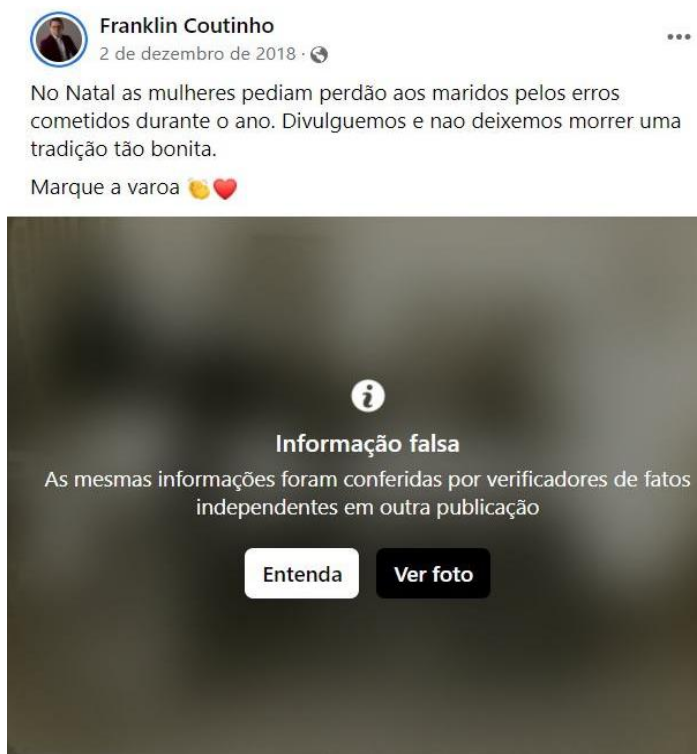 Franklin Coutinho
2 de dezembro de 2018 ·
No Natal as mulheres pediam perdão aos maridos pelos erros
cometidos durante o ano. Divulguemos e nao deixemos morrer uma
tradição tão bonita.
Marque a varoa 👏❤️
Informação falsa
As mesmas informações foram conferidas por verificadores de fatos
independentes em outra publicação
Entenda
Ver foto